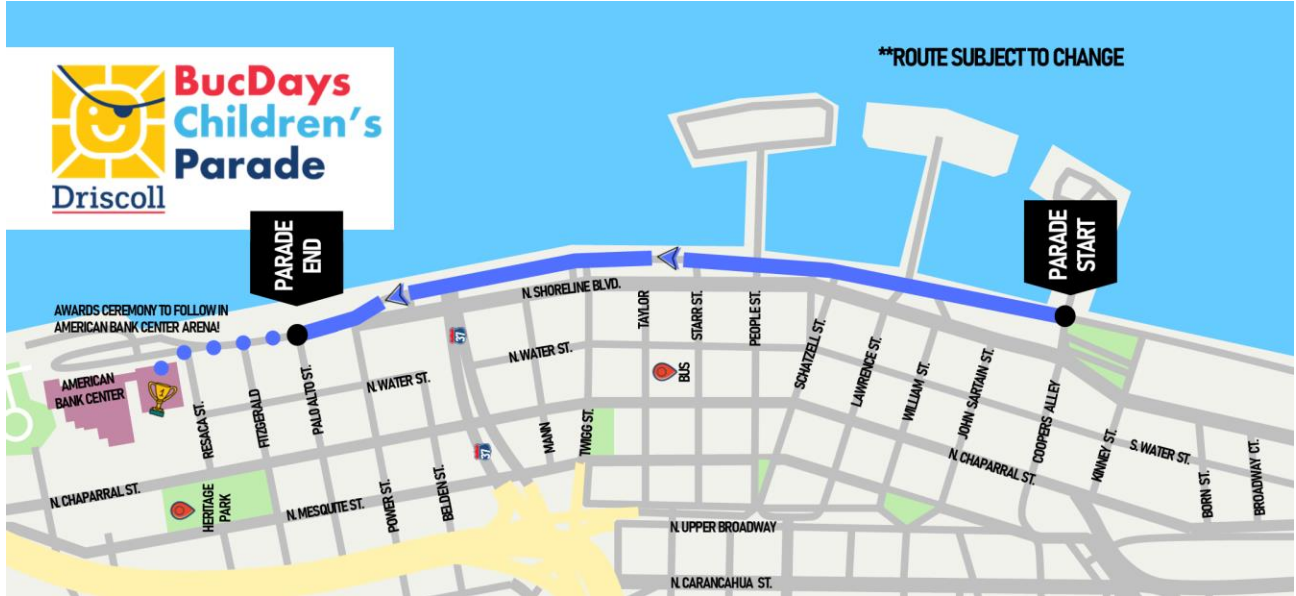 BucDays
Children's
Parade
Driscoll
**ROUTE SUBJECT TO CHANGE
PARADE
END
PARADE
START
AWARDS CEREMONY TO FOLLOW IN
AMERICAN BANK CENTER ARENA!
AMERICAN
BANK CENTER
N. SHORELINE BLVD.
TAYLOR
STARR ST.
PEOPLE ST.
SCHATZELL ST.
LAWRENCE ST.
WILLIAM ST.
JOHN SARTAIN ST.
COOPERS ALLEY
KINNEY ST.
S. WATER ST.
BORN ST.
BROADWAY CT.
37
N. WATER ST.
BUS
N. WATER ST.
RESACA ST.
FITZGERALD
PALO ALTO ST.
MANN
TWIGG ST.
37
N. CHAPARRAL ST.
N. CHAPARRAL ST.
HERITAGE
PARK
N. MESQUITE ST.
POWER ST.
BELDEN ST.
N. UPPER BROADWAY
N. CARANCAHUA ST.